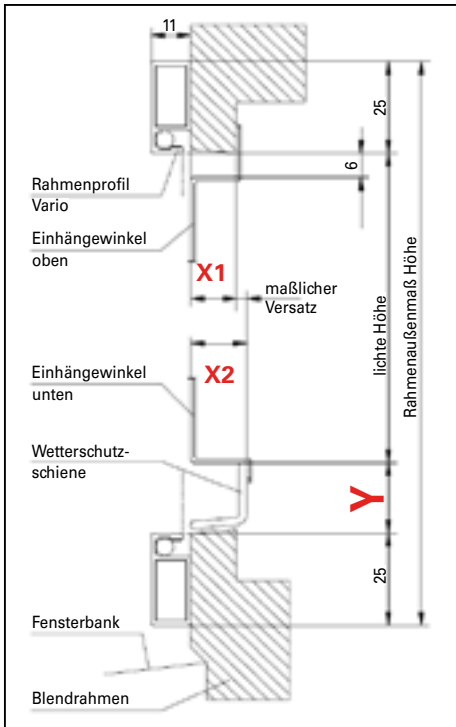 11
25
6
Rahmenprofil
Vario
Einhängewinkel
oben
X1
maßlicher
Versatz
lichte Höhe
Rahmenaußenmaß Höhe
X2
Einhängewinkel
unten
Wetterschutz-
schiene
Y
25
Fensterbank
Blendrahmen